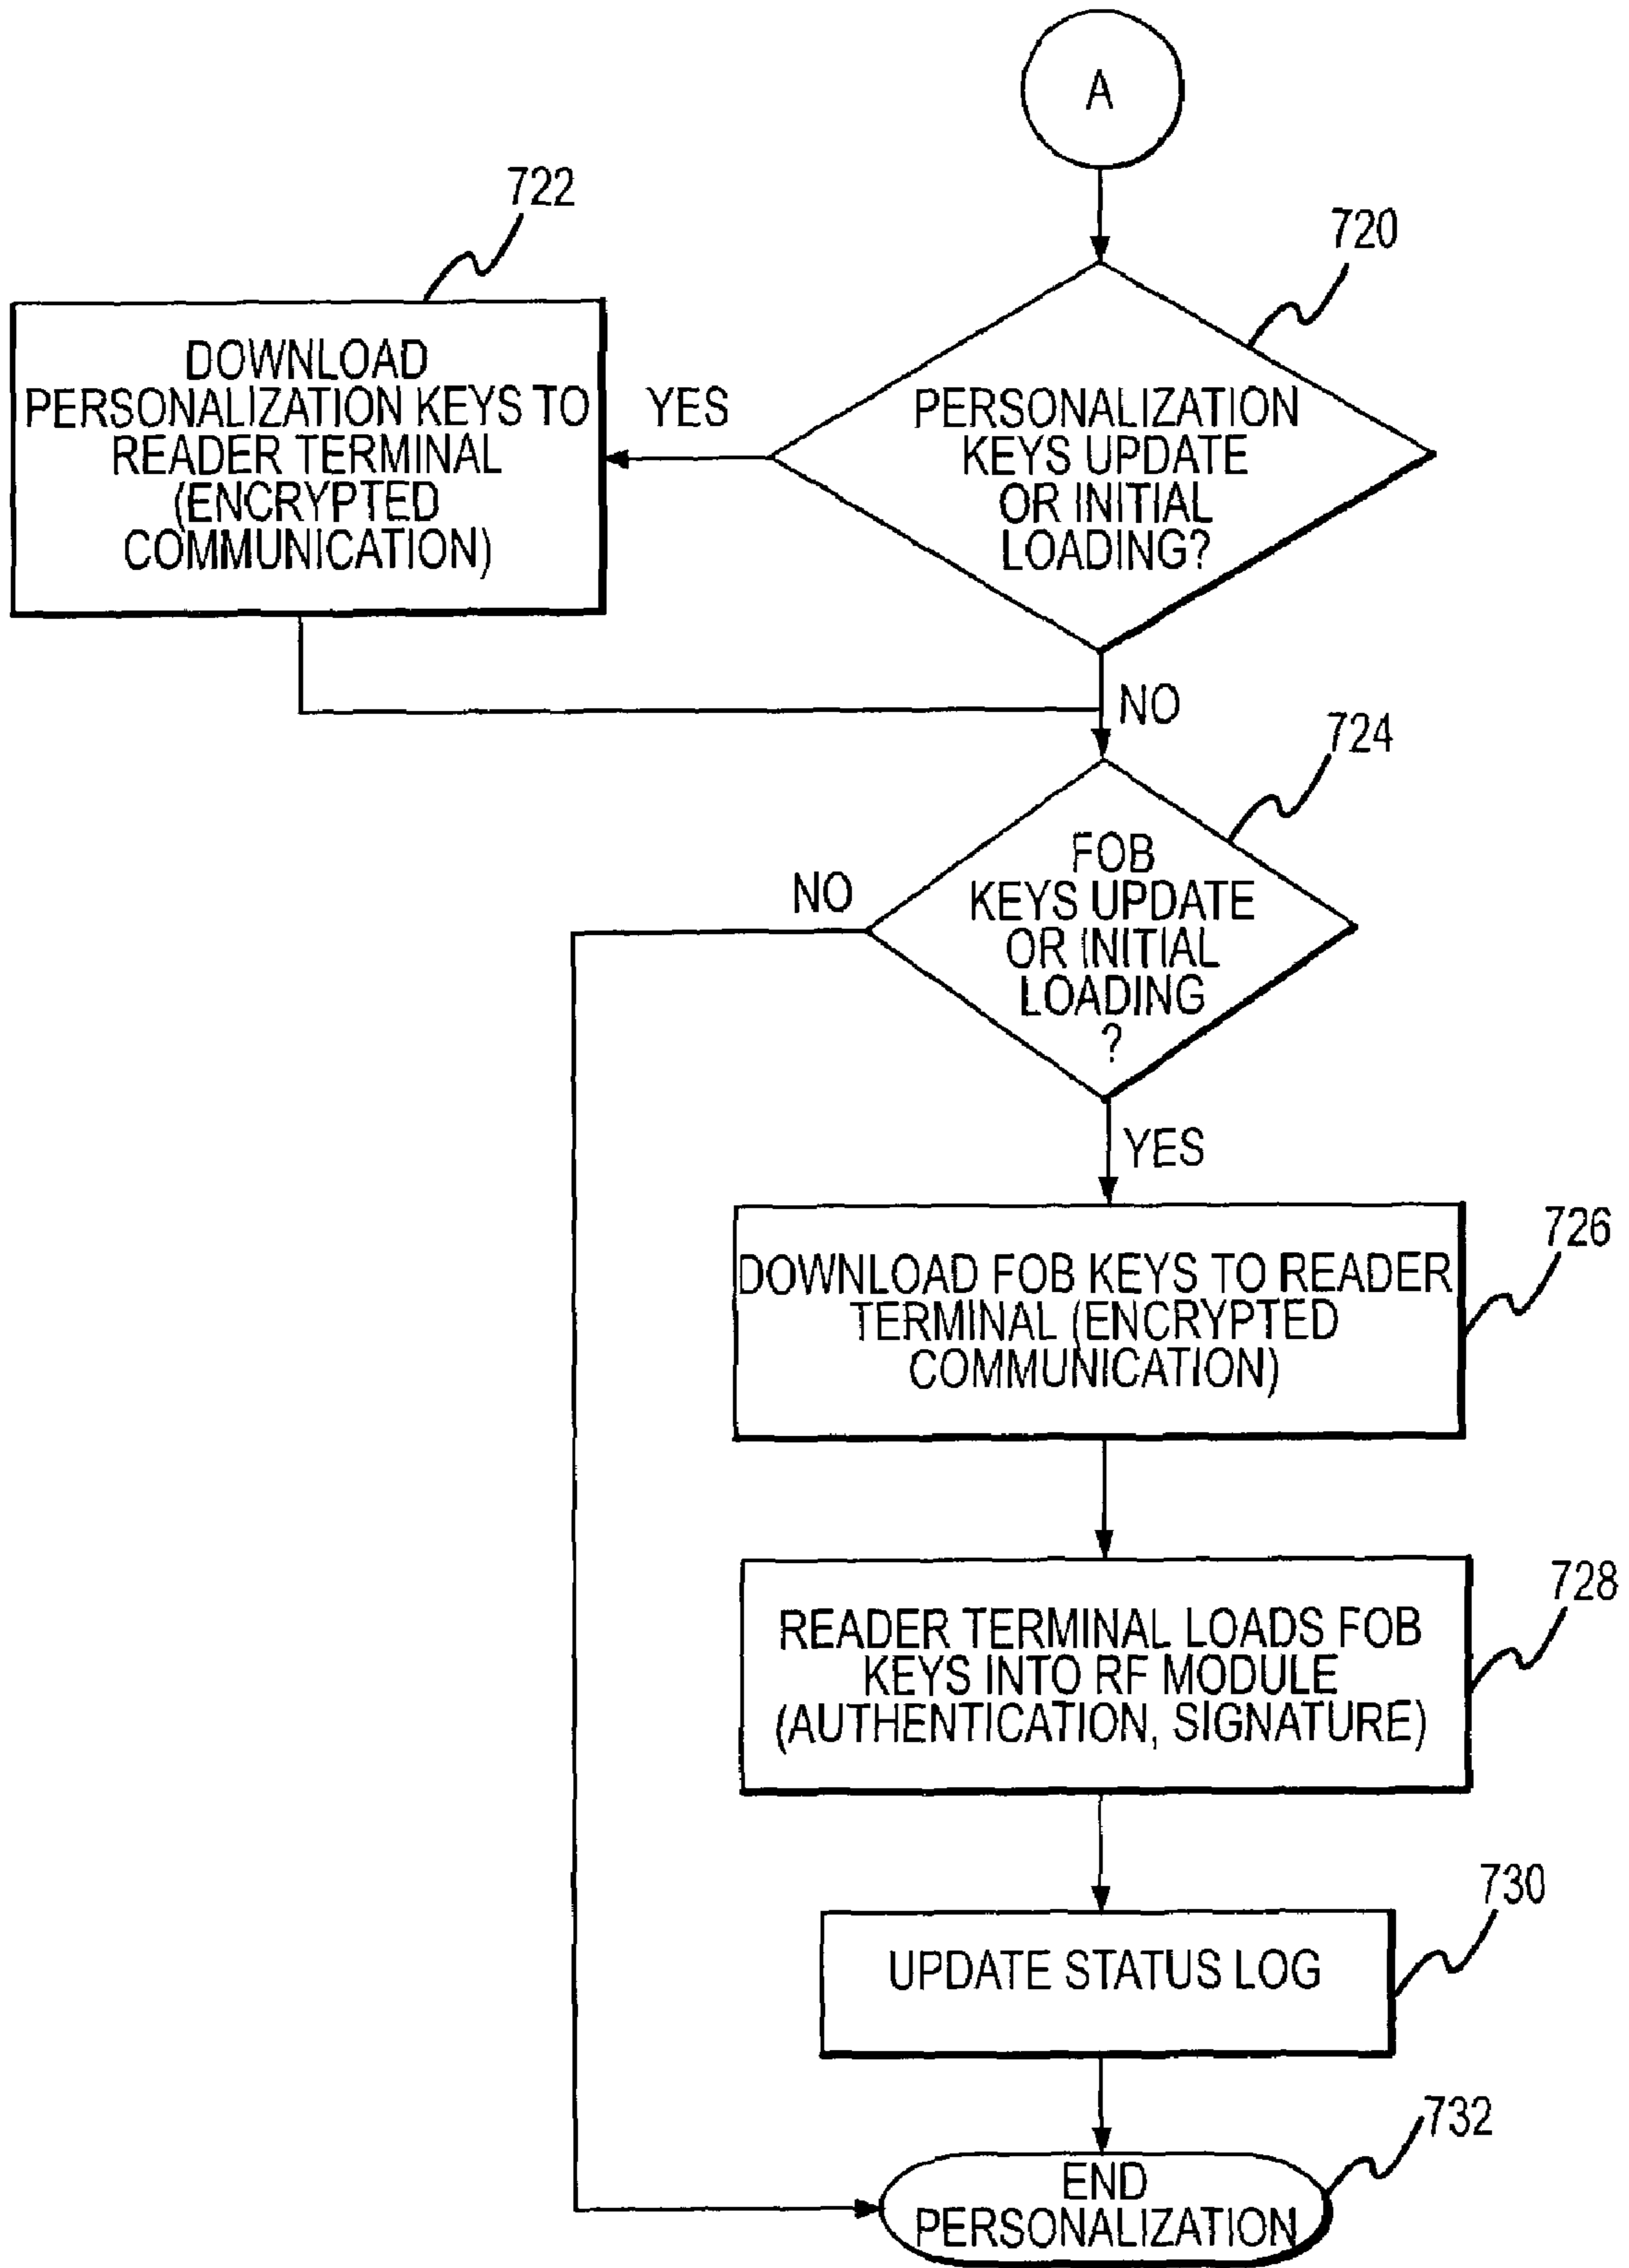 A
722
720
DOWNLOAD
PERSONALIZATION KEYS TO
READER TERMINAL
(ENCRYPTED
COMMUNICATION)
YES
PERSONALIZATION
KEYS UPDATE
OR INITIAL
LOADING?
NO
724
FOB
KEYS UPDATE
OR INITIAL
LOADING
?
NO
YES
726
DOWNLOAD FOB KEYS TO READER
TERMINAL (ENCRYPTED
COMMUNICATION)
728
READER TERMINAL LOADS FOB
KEYS INTO RF MODULE
(AUTHENTICATION, SIGNATURE)
730
UPDATE STATUS LOG
732
END
PERSONALIZATION